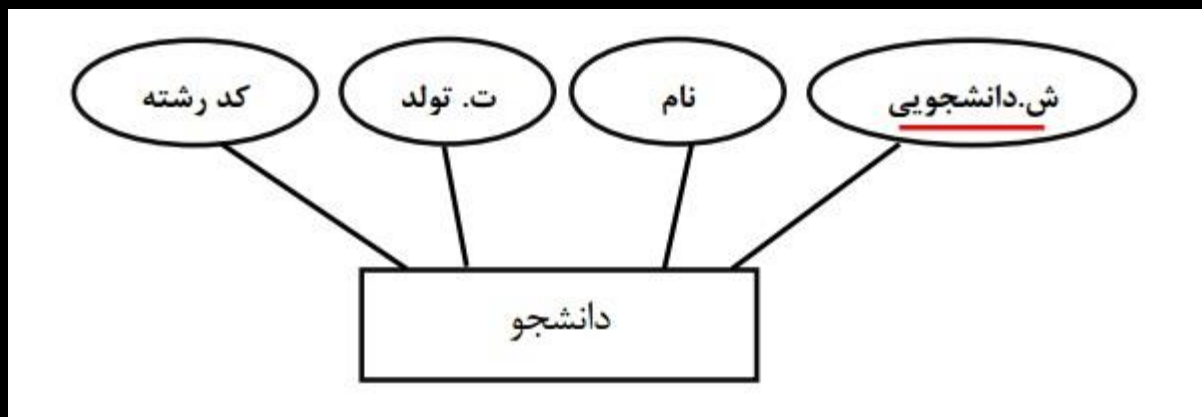 ش.دانشجویی
نام
ت. تولد
کد رشته
دانشجو